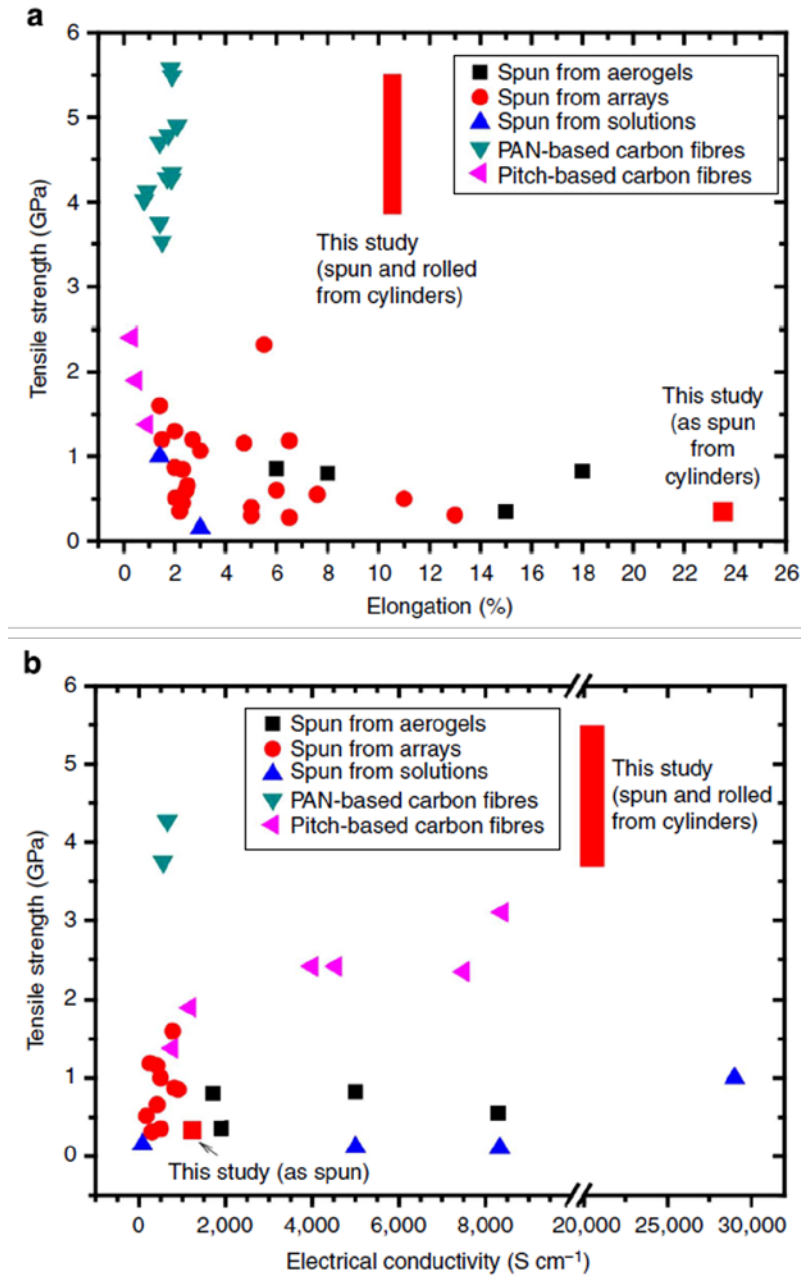 a
6
5
4
3
2
1
0
Tensile strength (GPa)
Spun from aerogels
Spun from arrays
Spun from solutions
PAN-based carbon fibres
Pitch-based carbon fibres
This study
(spun and rolled
from cylinders)
This study
(as spun
from
cylinders)
0 2 4 6 8 10 12 14 16 18 20 22 24 26
Elongation (%)
b
6
5
4
3
2
1
0
Tensile strength (GPa)
Spun from aerogels
Spun from arrays
Spun from solutions
PAN-based carbon fibres
Pitch-based carbon fibres
This study
(spun and rolled
from cylinders)
This study (as spun)
0 2,000 4,000 6,000 8,000 20,000 25,000 30,000
Electrical conductivity (S cm⁻¹)